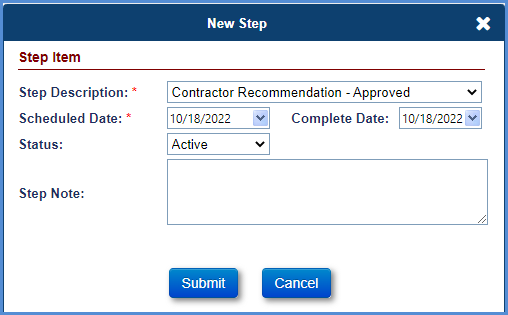 New Step
Step Item
Step Description: * Contractor Recommendation - Approved
Scheduled Date: * 10/18/2022 Complete Date: 10/18/2022
Status: Active
Step Note:
Submit Cancel